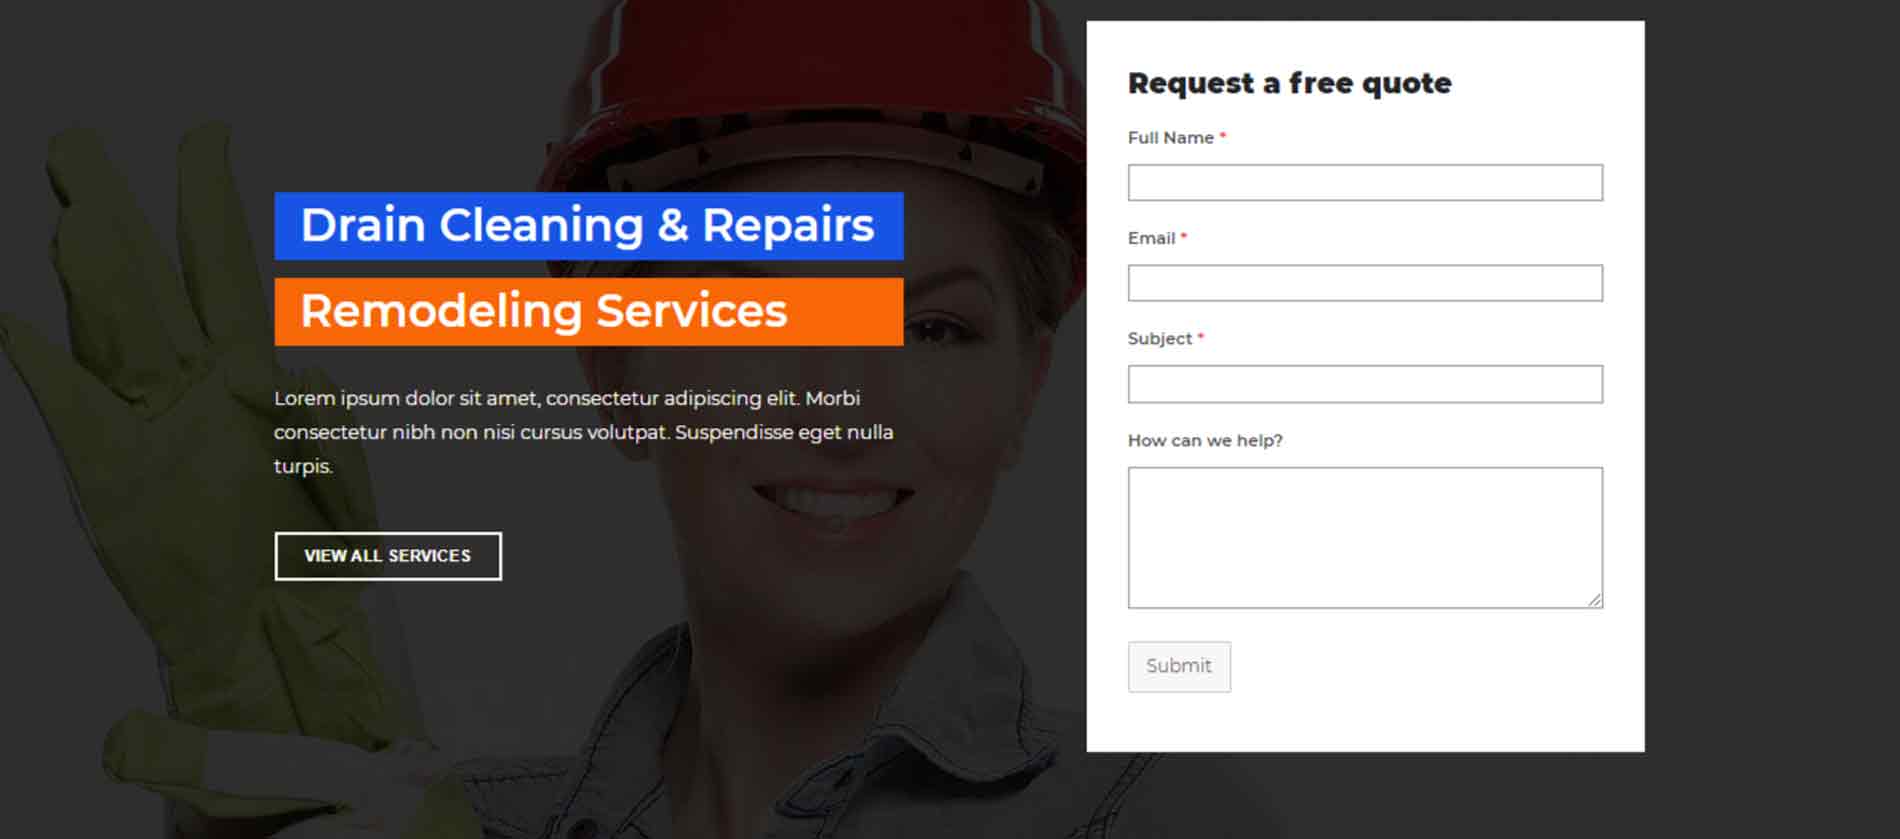 Drain Cleaning & Repairs
Remodeling Services
Lorem ipsum dolor sit amet, consectetur adipiscing elit. Morbi
consectetur nibh non nisi cursus volutpat. Suspendisse eget nulla
turpis.
VIEW ALL SERVICES
Request a free quote
Full Name *
Email *
Subject *
How can we help?
Submit